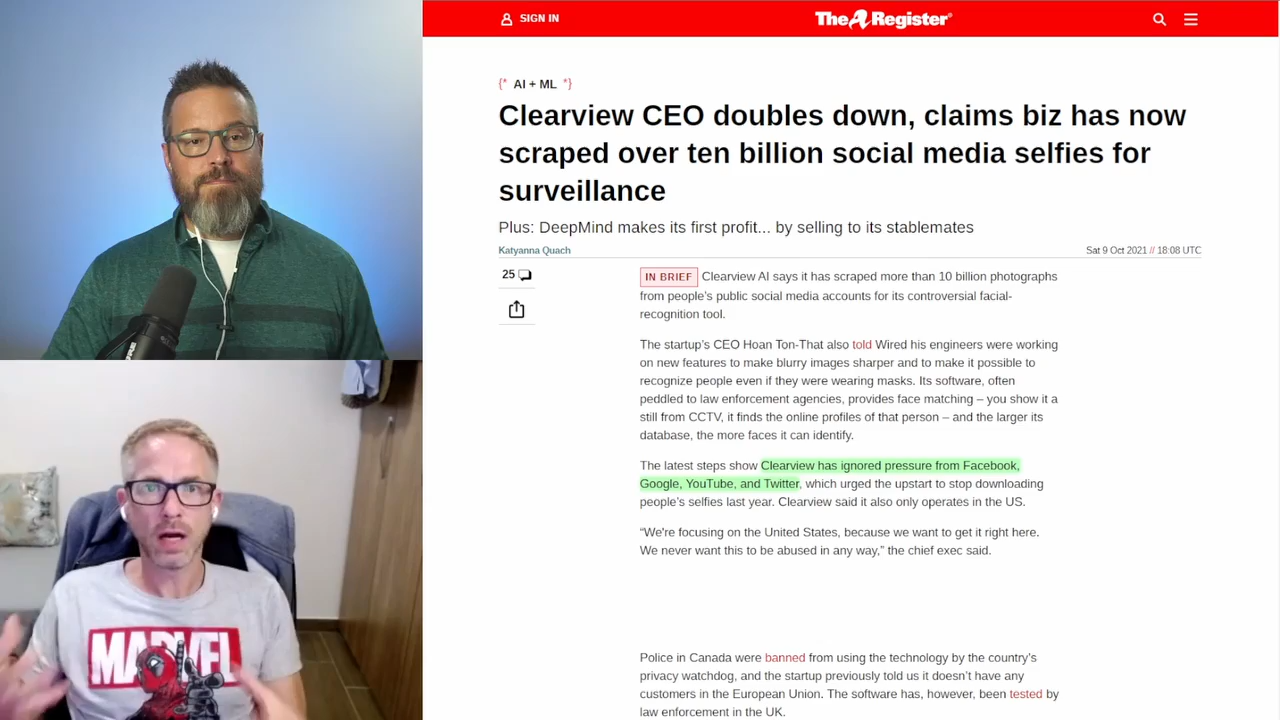 SIGN IN
The Register
{* AI + ML *}
Clearview CEO doubles down, claims biz has now
scraped over ten billion social media selfies for
surveillance
Plus: DeepMind makes its first profit... by selling to its stablemates
Katyanna Quach
Sat 9 Oct 2021 // 18:08 UTC
25
IN BRIEF Clearview AI says it has scraped more than 10 billion photographs
from people's public social media accounts for its controversial facial-
recognition tool.
The startup's CEO Hoan Ton-That also told Wired his engineers were working
on new features to make blurry images sharper and to make it possible to
recognize people even if they were wearing masks. Its software, often
peddled to law enforcement agencies, provides face matching – you show it a
still from CCTV, it finds the online profiles of that person – and the larger its
database, the more faces it can identify.
The latest steps show Clearview has ignored pressure from Facebook,
Google, YouTube, and Twitter, which urged the upstart to stop downloading
people's selfies last year. Clearview said it also only operates in the US.
“We're focusing on the United States, because we want to get it right here.
We never want this to be abused in any way,” the chief exec said.
Police in Canada were banned from using the technology by the country's
privacy watchdog, and the startup previously told us it doesn't have any
customers in the European Union. The software has, however, been tested by
law enforcement in the UK.
MARVEL